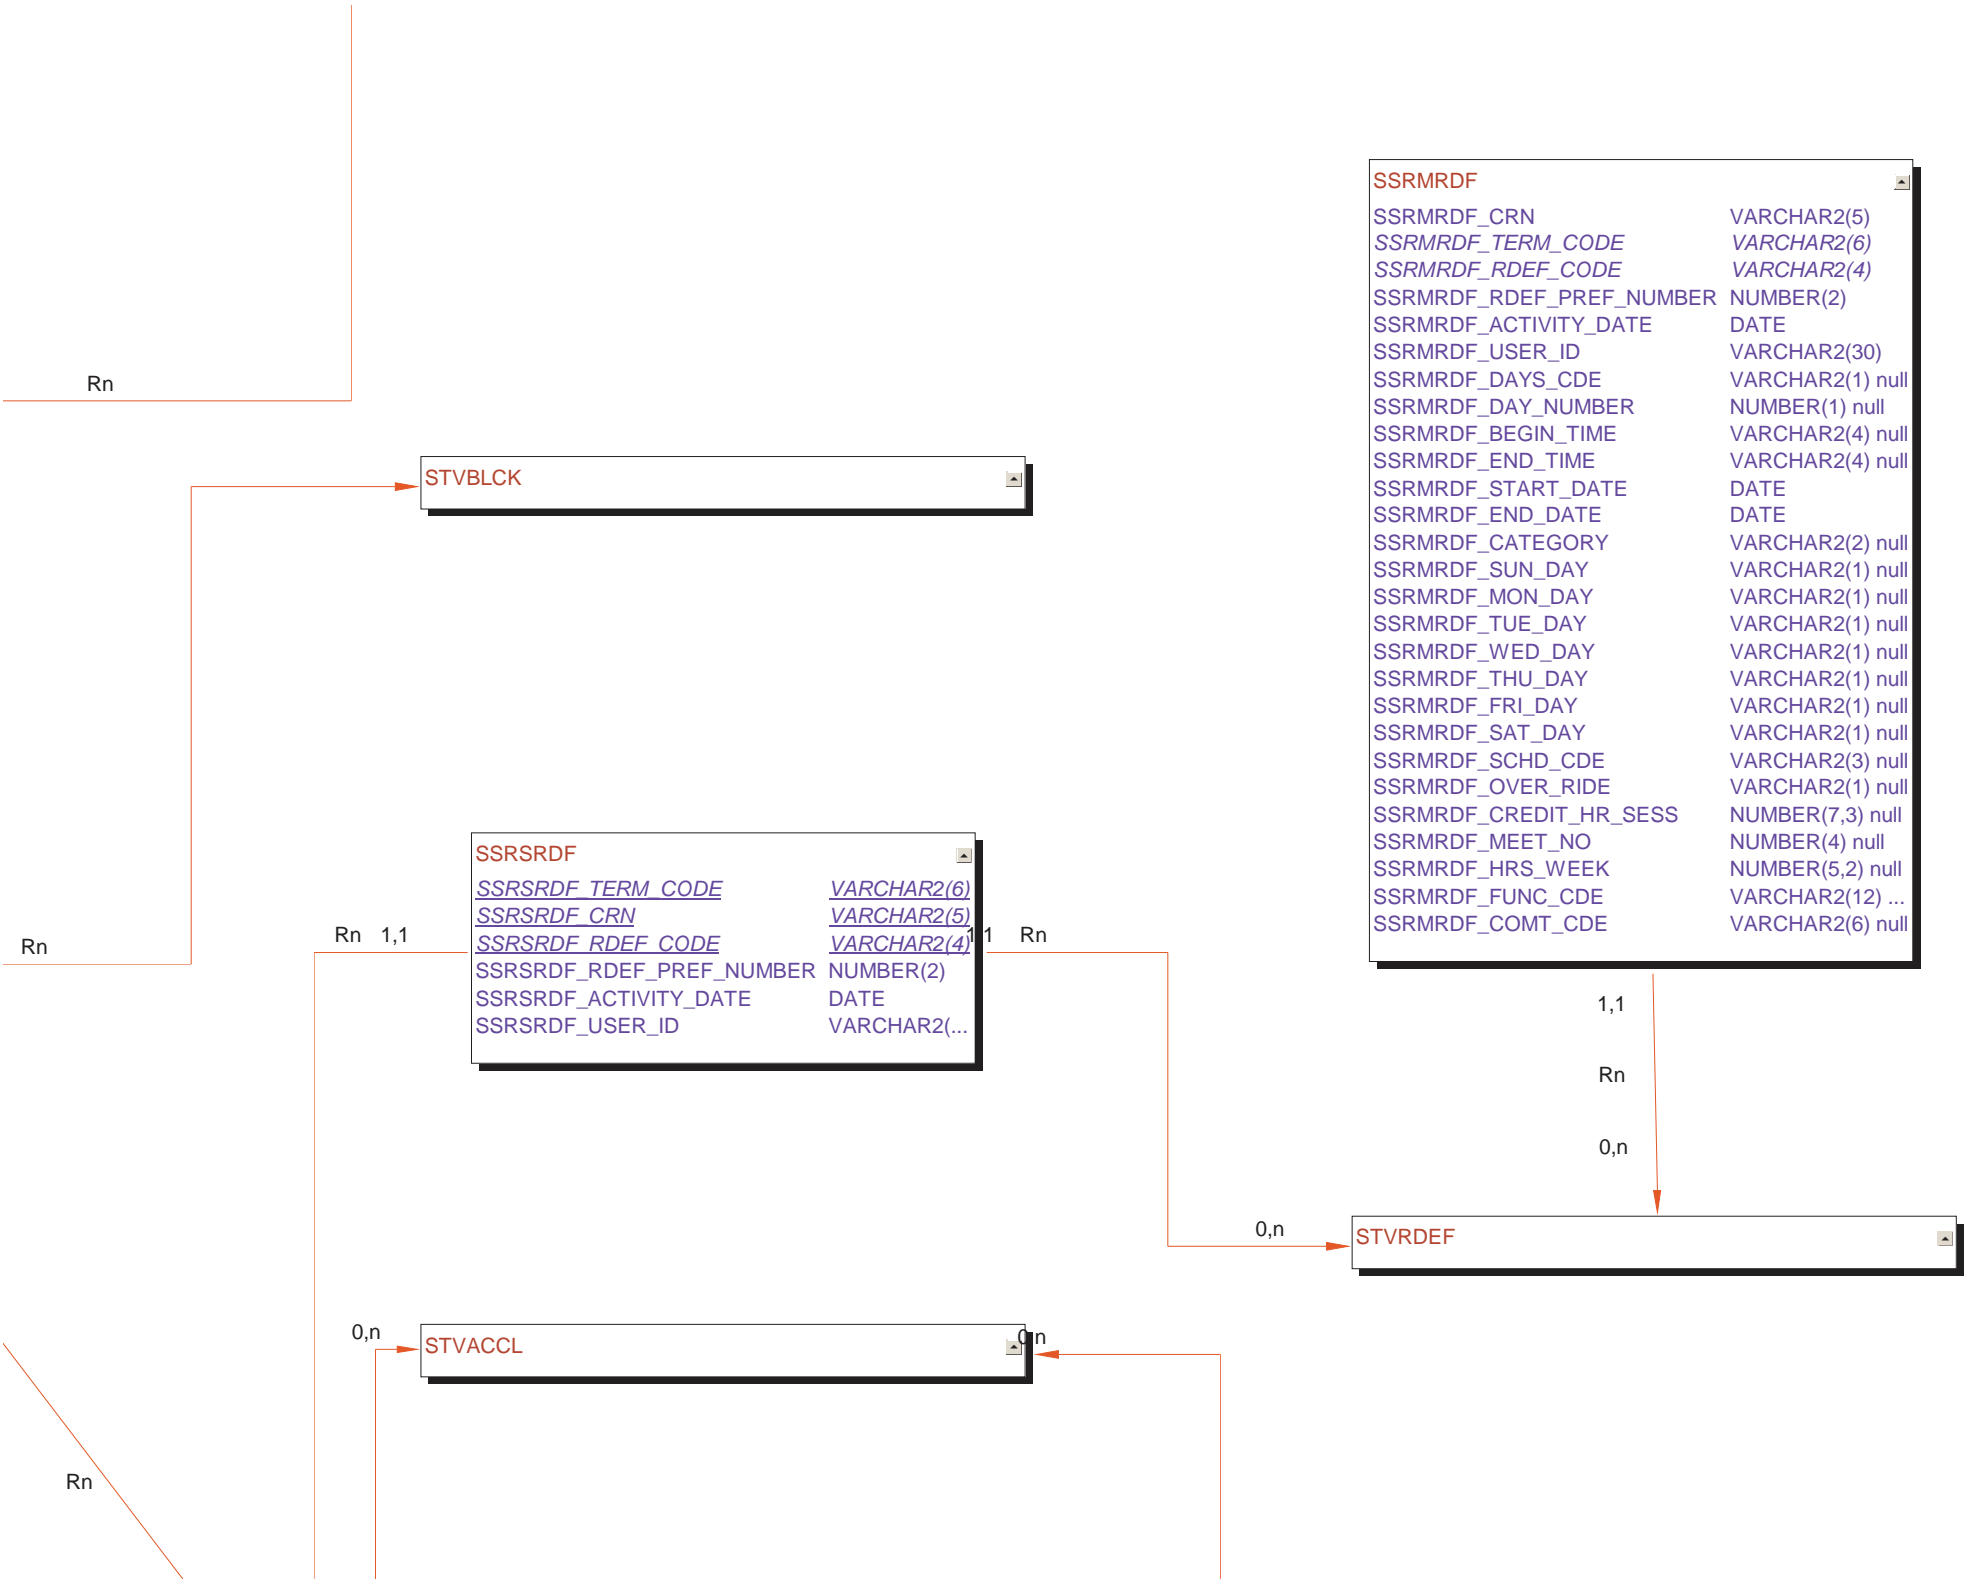 SSRMRDF
SSRMRDF_CRN VARCHAR2(5)
SSRMRDF_TERM_CODE VARCHAR2(6)
SSRMRDF_RDEF_CODE VARCHAR2(4)
SSRMRDF_RDEF_PREF_NUMBER NUMBER(2)
SSRMRDF_ACTIVITY_DATE DATE
SSRMRDF_USER_ID VARCHAR2(30)
SSRMRDF_DAYS_CDE VARCHAR2(1) null
SSRMRDF_DAY_NUMBER NUMBER(1) null
SSRMRDF_BEGIN_TIME VARCHAR2(4) null
SSRMRDF_END_TIME VARCHAR2(4) null
SSRMRDF_START_DATE DATE
SSRMRDF_END_DATE DATE
SSRMRDF_CATEGORY VARCHAR2(2) null
SSRMRDF_SUN_DAY VARCHAR2(1) null
SSRMRDF_MON_DAY VARCHAR2(1) null
SSRMRDF_TUE_DAY VARCHAR2(1) null
SSRMRDF_WED_DAY VARCHAR2(1) null
SSRMRDF_THU_DAY VARCHAR2(1) null
SSRMRDF_FRI_DAY VARCHAR2(1) null
SSRMRDF_SAT_DAY VARCHAR2(1) null
SSRMRDF_SCHD_CDE VARCHAR2(3) null
SSRMRDF_OVER_RIDE VARCHAR2(1) null
SSRMRDF_CREDIT_HR_SESS NUMBER(7,3) null
SSRMRDF_MEET_NO NUMBER(4) null
SSRMRDF_HRS_WEEK NUMBER(5,2) null
SSRMRDF_FUNC_CDE VARCHAR2(12) ...
SSRMRDF_COMT_CDE VARCHAR2(6) null
Rn
STVBLCK
SSRSRDF
SSRSRDF_TERM_CODE VARCHAR2(6)
SSRSRDF_CRN VARCHAR2(5)
SSRSRDF_RDEF_CODE VARCHAR2(4)
SSRSRDF_RDEF_PREF_NUMBER NUMBER(2)
SSRSRDF_ACTIVITY_DATE DATE
SSRSRDF_USER_ID VARCHAR2(...
Rn
Rn 1,1
1,1 Rn
1,1
Rn
0,n
0,n
STVRDEF
0,n
STVACCL
0,n
Rn